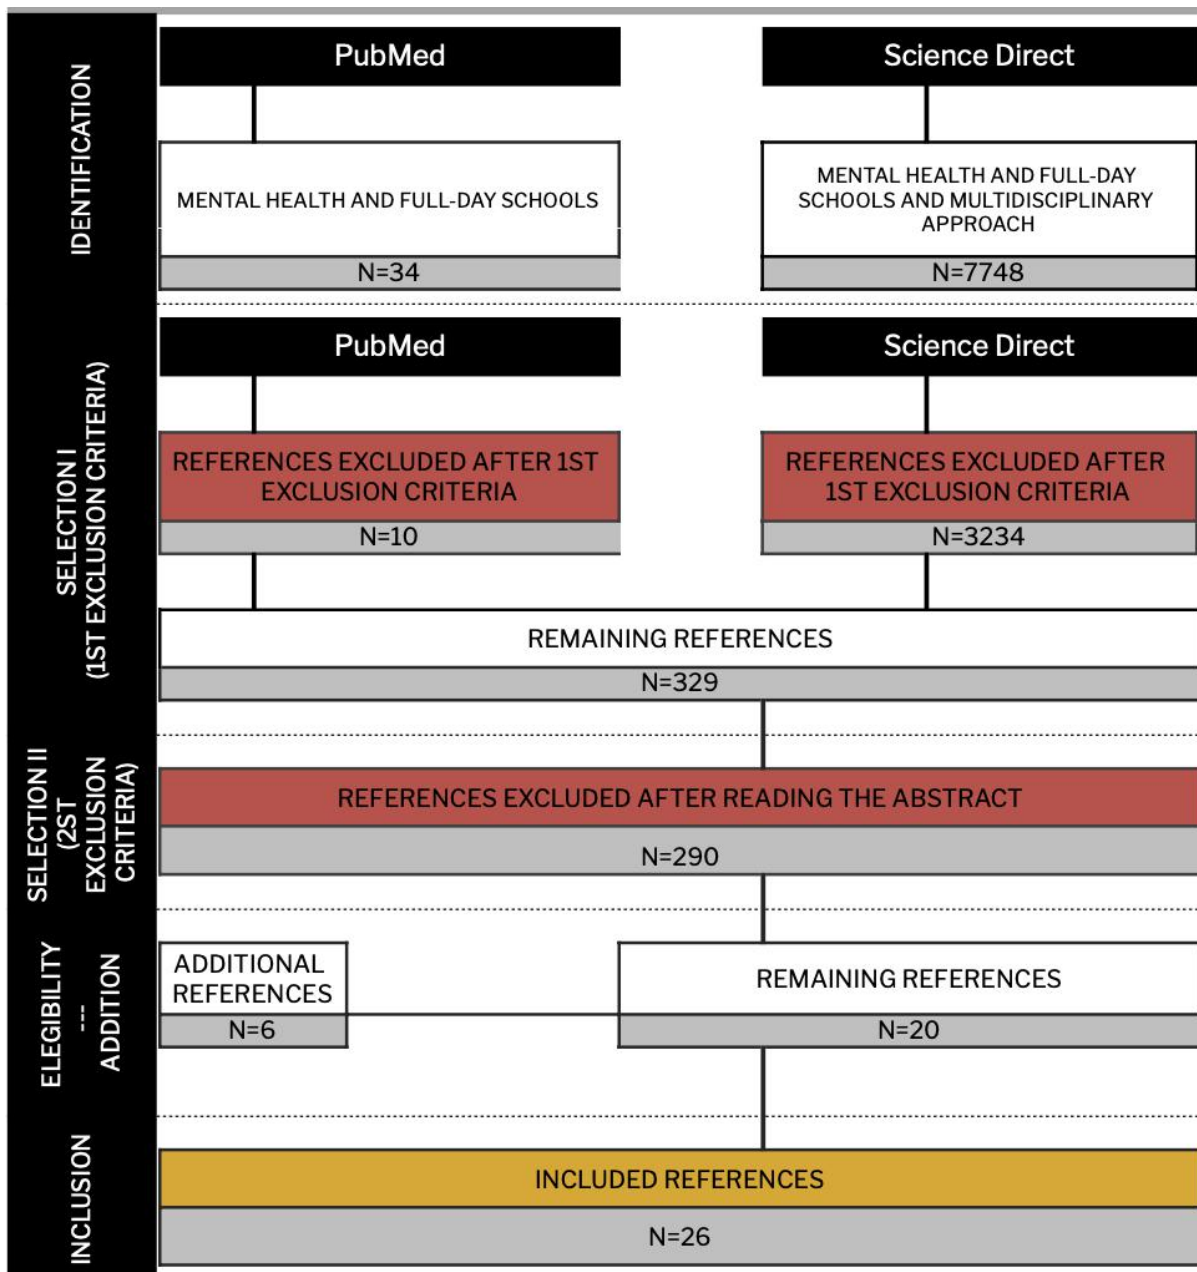 IDENTIFICATION
PubMed
Science Direct
MENTAL HEALTH AND FULL-DAY SCHOOLS
MENTAL HEALTH AND FULL-DAY
SCHOOLS AND MULTIDISCIPLINARY
APPROACH
N=34
N=7748
SELECTION I
(1ST EXCLUSION CRITERIA)
PubMed
Science Direct
REFERENCES EXCLUDED AFTER 1ST
EXCLUSION CRITERIA
REFERENCES EXCLUDED AFTER
1ST EXCLUSION CRITERIA
N=10
N=3234
REMAINING REFERENCES
N=329
SELECTION II
(2ST
EXCLUSION
CRITERIA)
REFERENCES EXCLUDED AFTER READING THE ABSTRACT
N=290
ELEGIBILITY
---
ADDITION
ADDITIONAL
REFERENCES
N=6
REMAINING REFERENCES
N=20
INCLUSION
INCLUDED REFERENCES
N=26